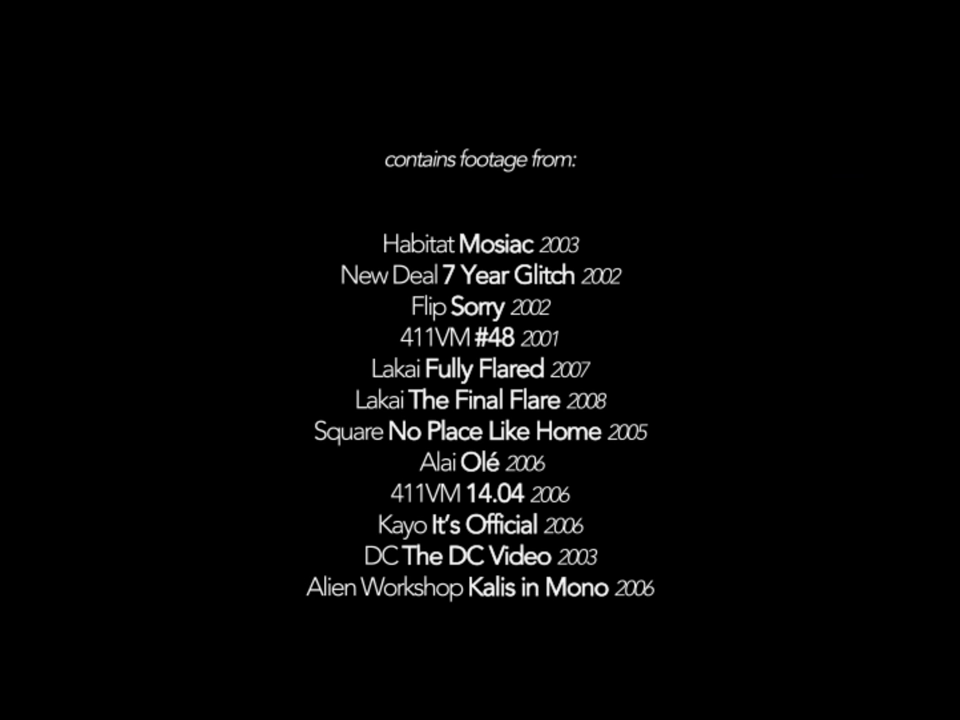 contains footage from:
Habitat Mosiac 2003
New Deal 7 Year Glitch 2002
Flip Sorry 2002
411VM #48 2001
Lakai Fully Flared 2007
Lakai The Final Flare 2008
Square No Place Like Home 2005
Alai Olé 2006
411VM 14.04 2006
Kayo It's Official 2006
DC The DC Video 2003
Alien Workshop Kalis in Mono 2006